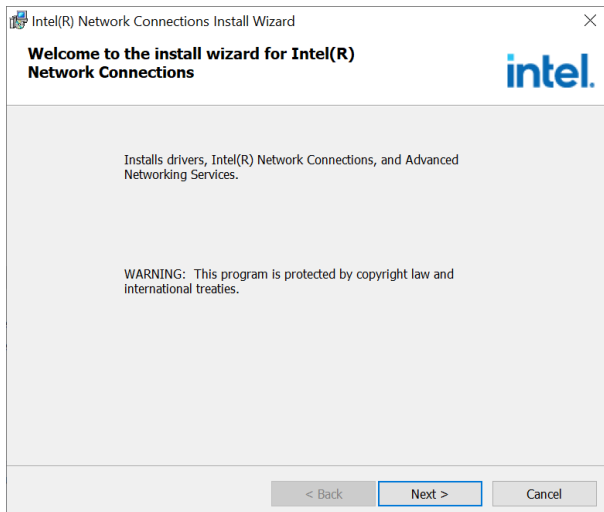 Intel(R) Network Connections Install Wizard
Welcome to the install wizard for Intel(R)
Network Connections
intel.
Installs drivers, Intel(R) Network Connections, and Advanced
Networking Services.
WARNING:  This program is protected by copyright law and
international treaties.
< Back
Next >
Cancel